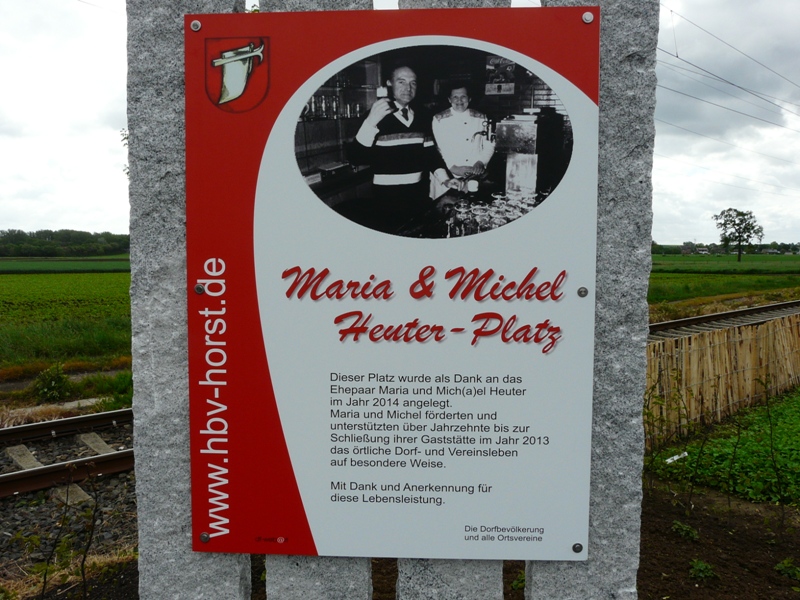 www.hbv-horst.de
Maria & Michel
Heuter-Platz
Dieser Platz wurde als Dank an das
Ehepaar Maria und Mich(a)el Heuter
im Jahr 2014 angelegt.
Maria und Michel förderten und
unterstützten über Jahrzehnte bis zur
Schließung ihrer Gaststätte im Jahr 2013
das örtliche Dorf- und Vereinsleben
auf besondere Weise.
Mit Dank und Anerkennung für
diese Lebensleistung.
Die Dorfbevölkerung
und alle Ortsvereine